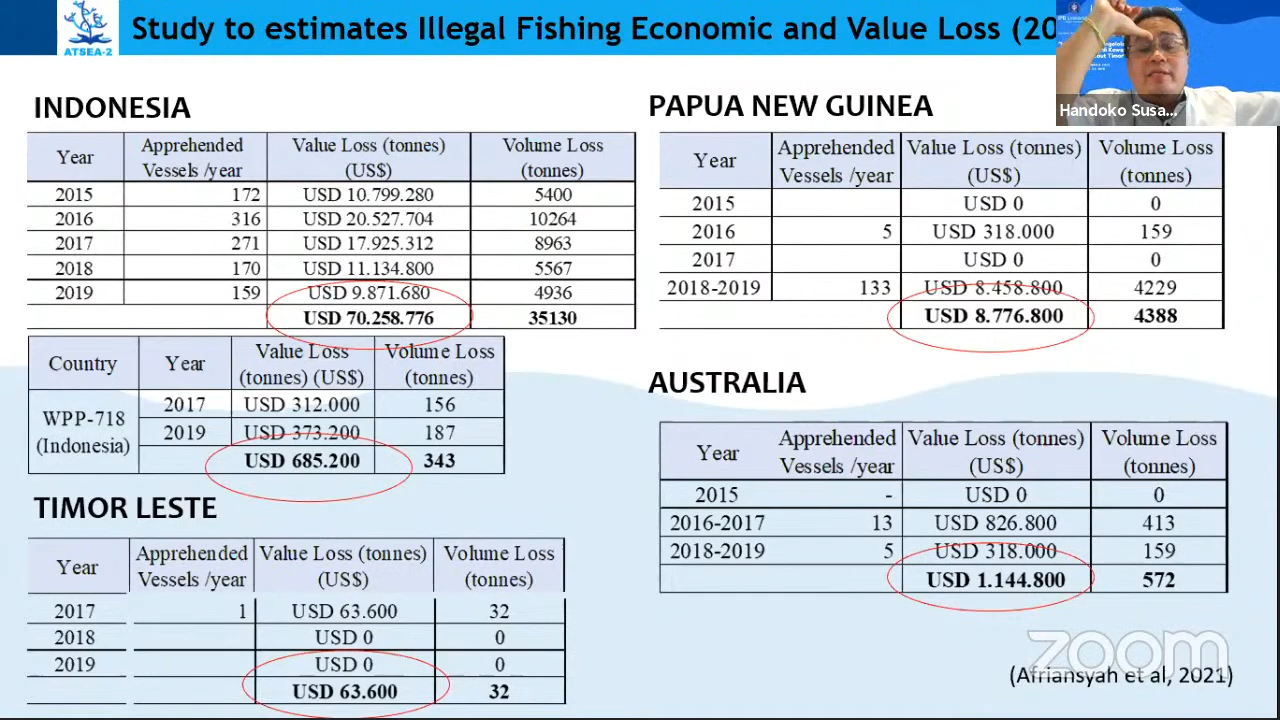 ATSEA-2
Study to estimates Illegal Fishing Economic and Value Loss (20
Handoko Susa...
INDONESIA
Year Apprehended Vessels /year Value Loss (tonnes) (US$) Volume Loss (tonnes)
2015 172 USD 10.799.280 5400
2016 316 USD 20.527.704 10264
2017 271 USD 17.925.312 8963
2018 170 USD 11.134.800 5567
2019 159 USD 9.871.680 4936
USD 70.258.776 35130
Country Year Value Loss (tonnes) (US$) Volume Loss (tonnes)
WPP-718 (Indonesia) 2017 USD 312.000 156
2019 USD 373.200 187
USD 685.200 343
TIMOR LESTE
Year Apprehended Vessels /year Value Loss (tonnes) (US$) Volume Loss (tonnes)
2017 1 USD 63.600 32
2018 USD 0 0
2019 USD 0 0
USD 63.600 32
PAPUA NEW GUINEA
Year Apprehended Vessels /year Value Loss (tonnes) (US$) Volume Loss (tonnes)
2015 USD 0 0
2016 5 USD 318.000 159
2017 USD 0 0
2018-2019 133 USD 8.458.800 4229
USD 8.776.800 4388
AUSTRALIA
Year Apprehended Vessels /year Value Loss (tonnes) (US$) Volume Loss (tonnes)
2015 - USD 0 0
2016-2017 13 USD 826.800 413
2018-2019 5 USD 318.000 159
USD 1.144.800 572
zoom
(Afriansyah et al, 2021)